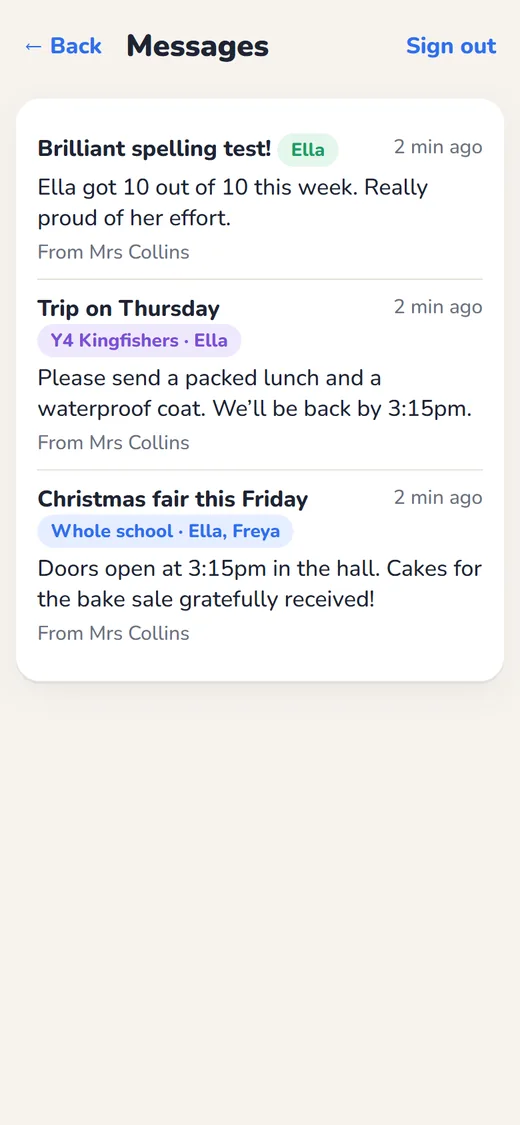 ← Back Messages Sign out
Brilliant spelling test! Ella 2 min ago
Ella got 10 out of 10 this week. Really
proud of her effort.
From Mrs Collins
Trip on Thursday 2 min ago
Y4 Kingfishers · Ella
Please send a packed lunch and a
waterproof coat. We’ll be back by 3:15pm.
From Mrs Collins
Christmas fair this Friday 2 min ago
Whole school · Ella, Freya
Doors open at 3:15pm in the hall. Cakes for
the bake sale gratefully received!
From Mrs Collins